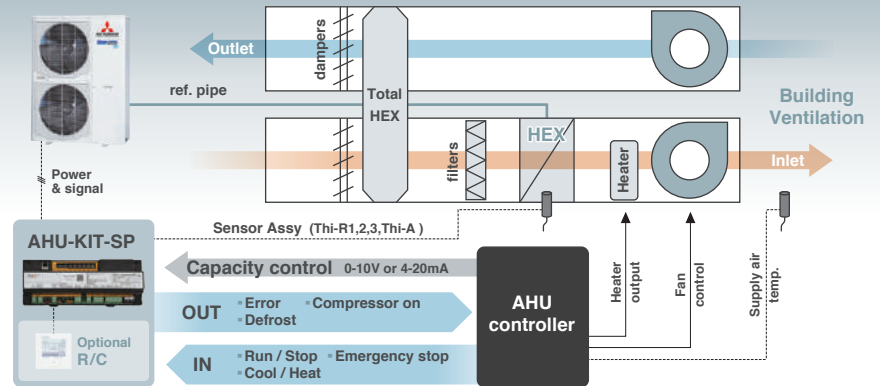 Outlet
dampers
ref. pipe
Total
HEX
Building
Ventilation
HEX
filters
Heater
Inlet
Power
& signal
Sensor Assy (Thi-R1,2,3,Thi-A )
AHU-KIT-SP
Capacity control 0-10V or 4-20mA
OUT
▪ Error ▪ Compressor on
▪ Defrost
AHU
controller
Heater
output
Fan
control
Supply air
temp.
Optional
R/C
IN
▪ Run / Stop ▪ Emergency stop
▪ Cool / Heat